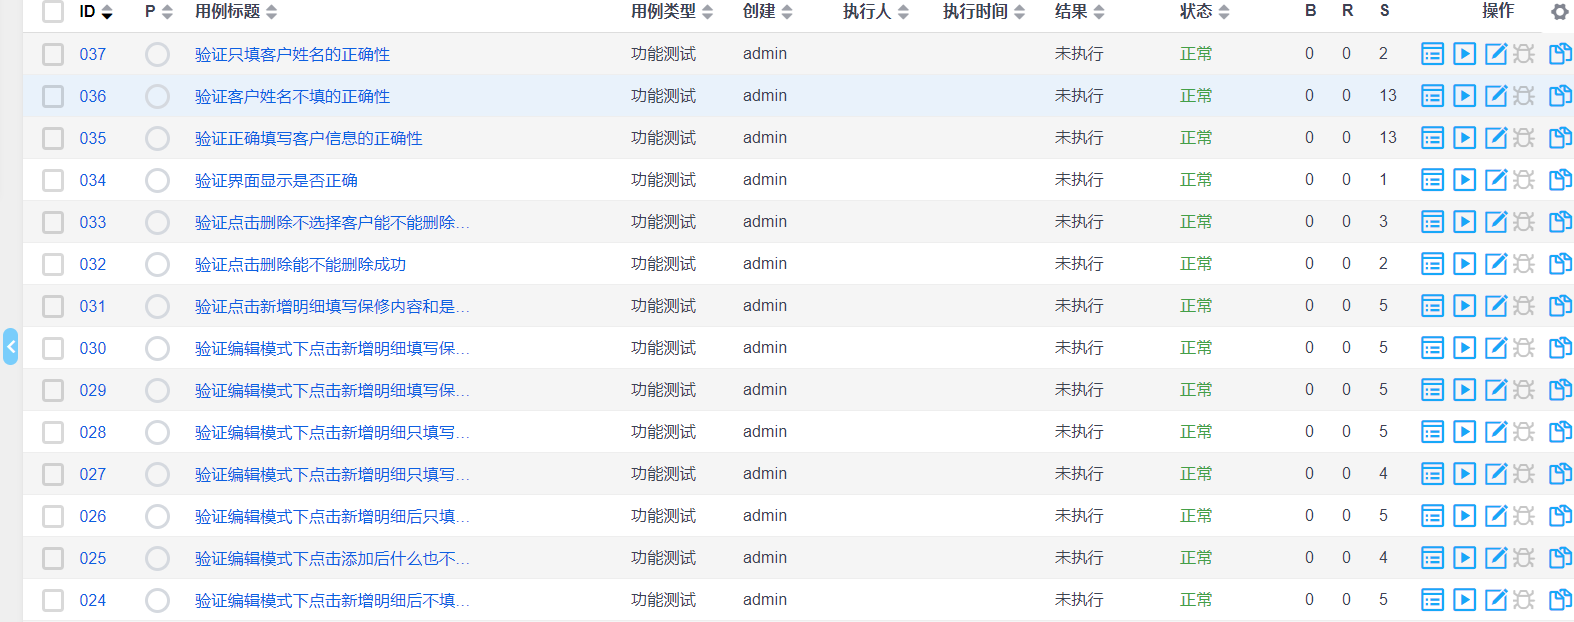 ID P 用例标题 用例类型 创建 执行人 执行时间 结果 状态 B R S 操作
037 验证只填客户姓名的正确性 功能测试 admin 未执行 正常 0 0 2
036 验证客户姓名不填的正确性 功能测试 admin 未执行 正常 0 0 13
035 验证正确填写客户信息的正确性 功能测试 admin 未执行 正常 0 0 13
034 验证界面显示是否正确 功能测试 admin 未执行 正常 0 0 1
033 验证点击删除不选择客户能不能删除... 功能测试 admin 未执行 正常 0 0 3
032 验证点击删除能不能删除成功 功能测试 admin 未执行 正常 0 0 2
031 验证点击新增明细填写保修内容和是... 功能测试 admin 未执行 正常 0 0 5
030 验证编辑模式下点击新增明细填写保... 功能测试 admin 未执行 正常 0 0 5
029 验证编辑模式下点击新增明细填写保... 功能测试 admin 未执行 正常 0 0 5
028 验证编辑模式下点击新增明细只填写... 功能测试 admin 未执行 正常 0 0 5
027 验证编辑模式下点击新增明细只填写... 功能测试 admin 未执行 正常 0 0 4
026 验证编辑模式下点击新增明细后只填... 功能测试 admin 未执行 正常 0 0 5
025 验证编辑模式下点击添加后什么也不... 功能测试 admin 未执行 正常 0 0 4
024 验证编辑模式下点击新增明细后不填... 功能测试 admin 未执行 正常 0 0 5